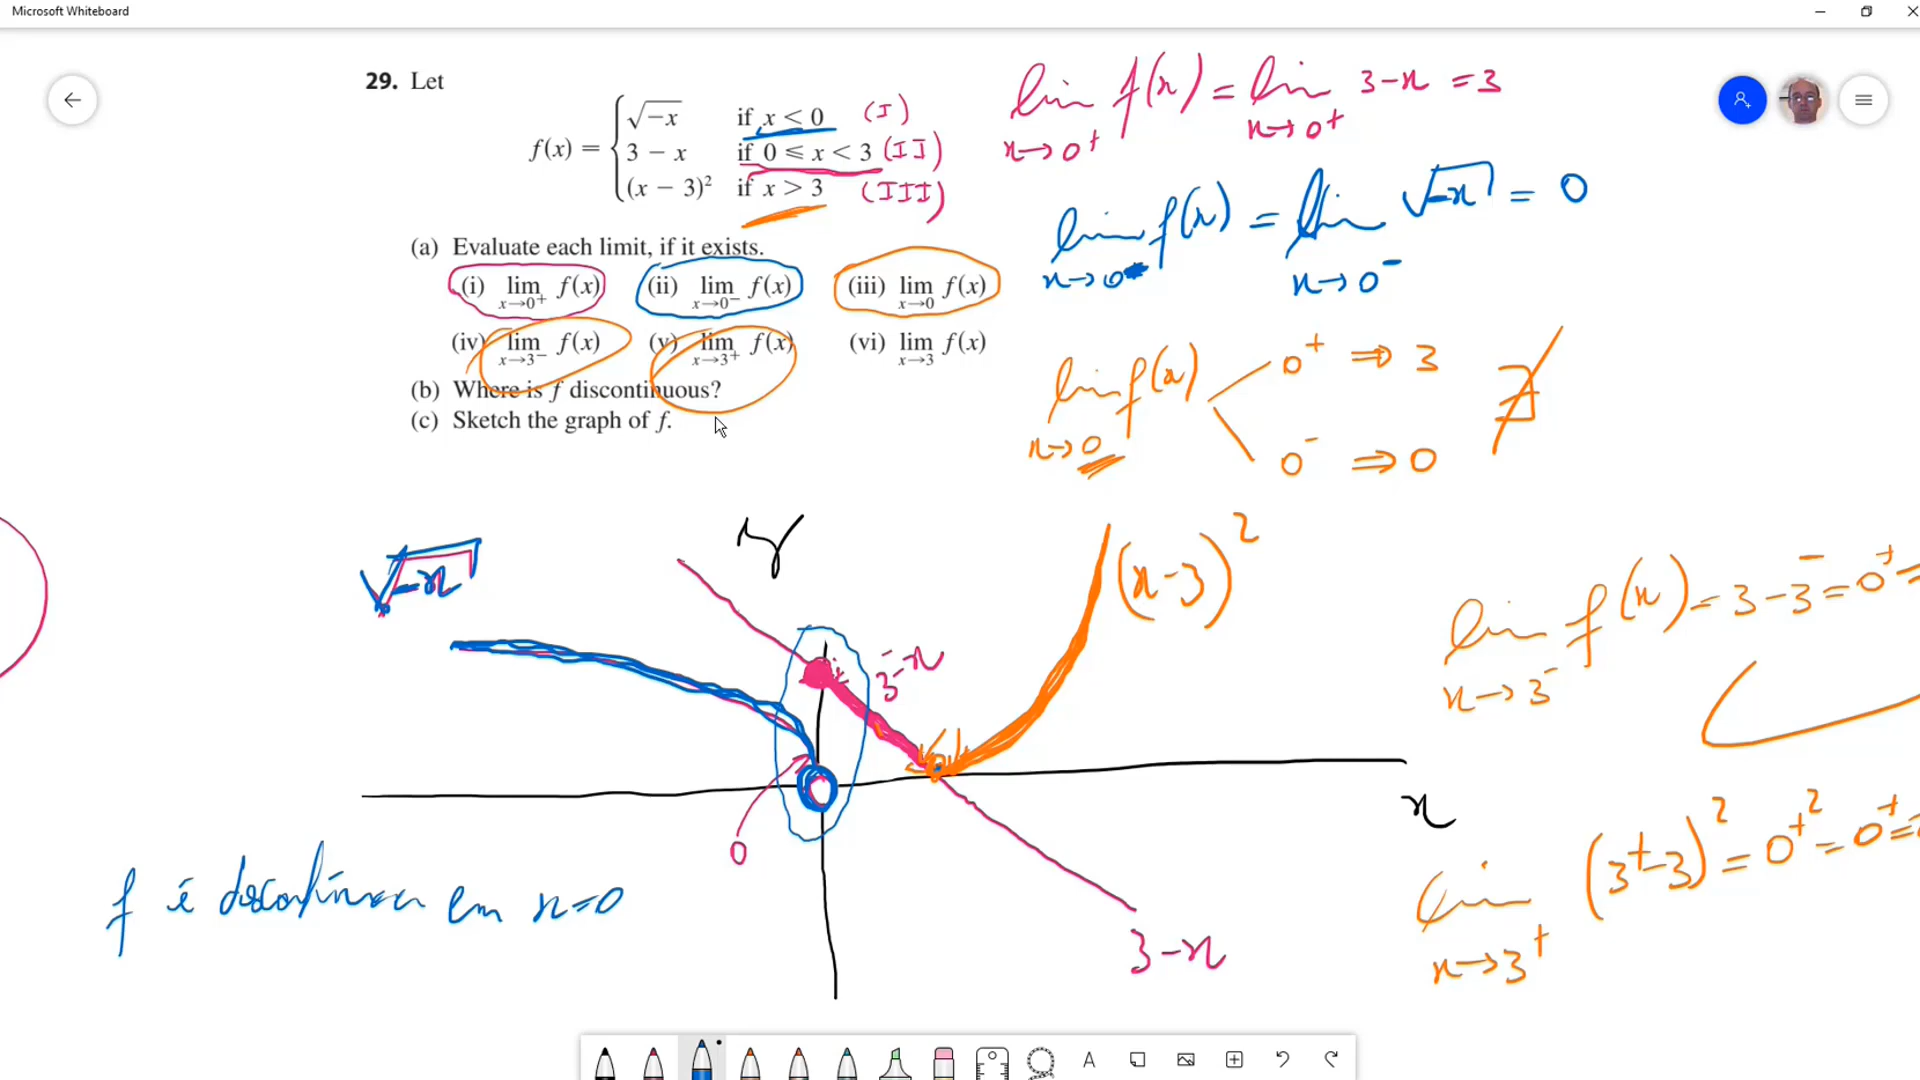 Microsoft Whiteboard
29. Let
f(x) = { √−x if x < 0 (I)
3 − x if 0 ⩽ x < 3 (II)
(x − 3)² if x > 3 (III)
(a) Evaluate each limit, if it exists.
(i) lim x→0⁺ f(x) (ii) lim x→0⁻ f(x) (iii) lim x→0 f(x)
(iv) lim x→3⁻ f(x) (v) lim x→3⁺ f(x) (vi) lim x→3 f(x)
(b) Where is f discontinuous?
(c) Sketch the graph of f.
lim x→0⁺ f(x) = lim x→0⁺ 3−x = 3
lim x→0⁻ f(x) = lim x→0⁻ √−x = 0
lim x→0 f(x) 0⁺ ⇒ 3 ∄
0⁻ ⇒ 0
y
√−x
(x−3)²
3−x
lim x→3⁻ f(x) = 3−3⁻ = 0⁺ =
x
0
lim x→3⁺ (3⁺−3)² = 0⁺² = 0⁺ =
f é discontínua em x=0
3−x
A